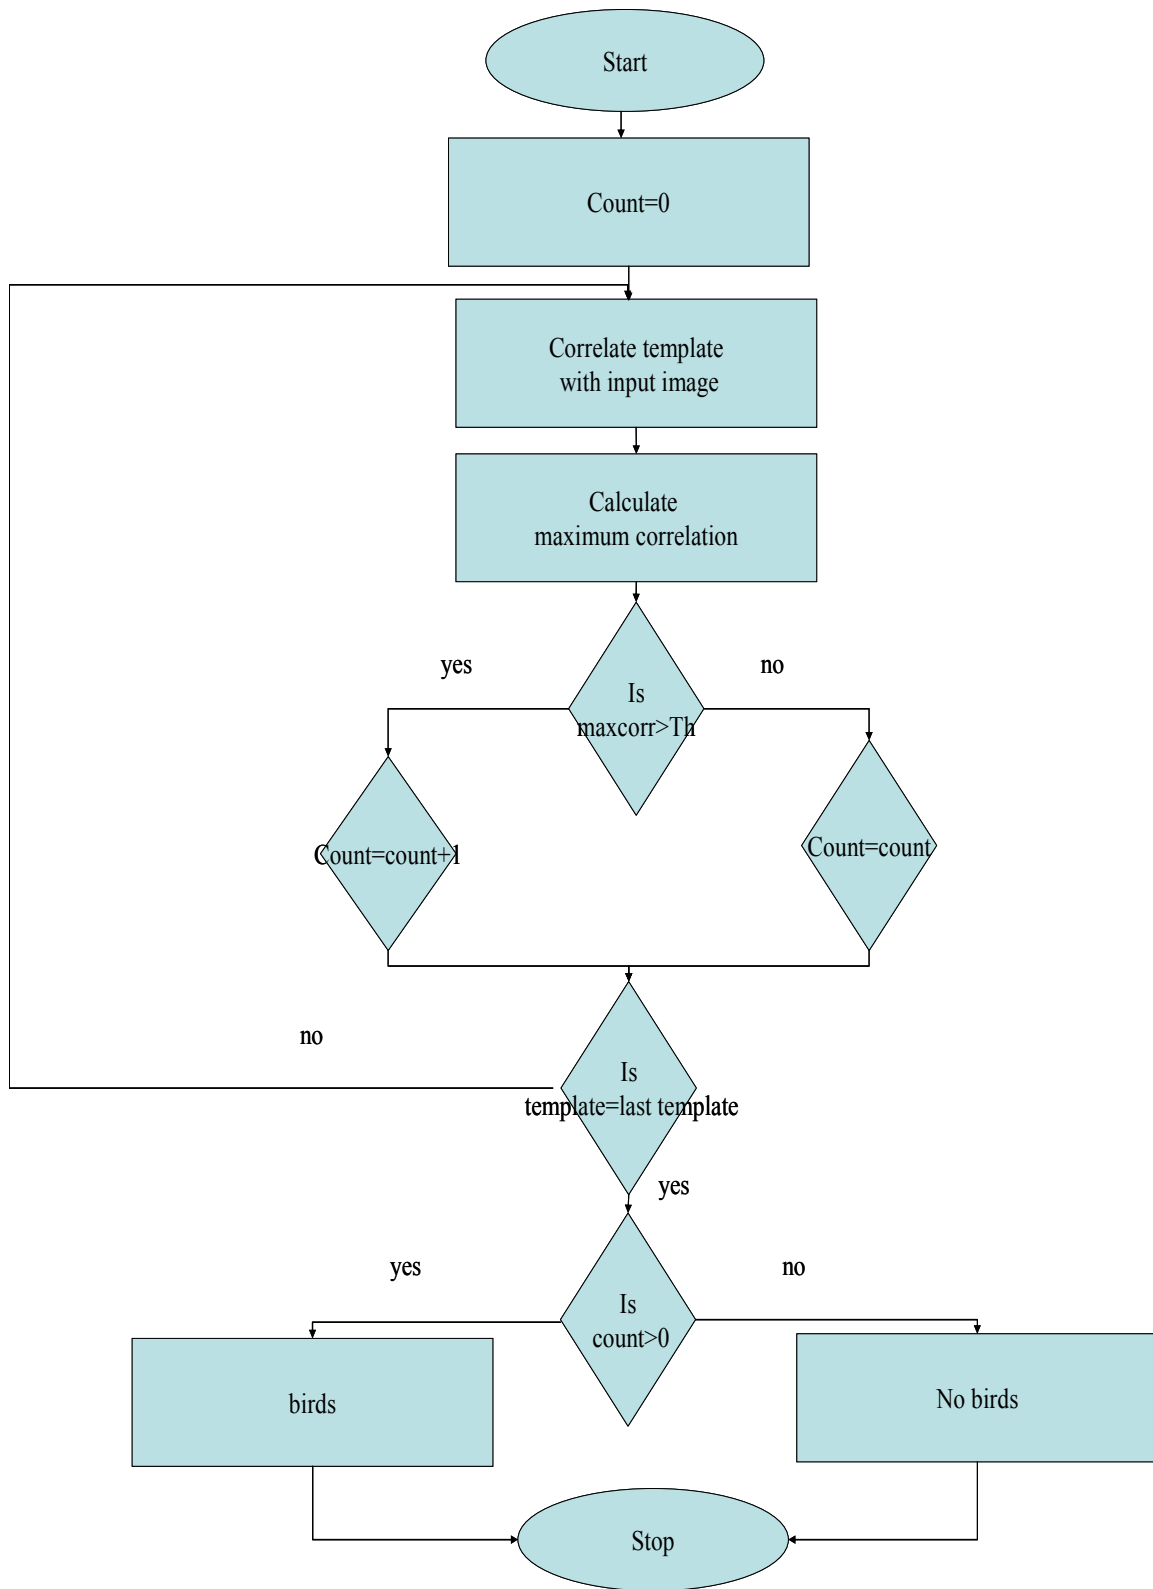 Start
Count=0
Correlate template
with input image
Calculate
maximum correlation
yes
no
Is
maxcorr>Th
Count=count+1
Count=count
no
Is
template=last template
yes
yes
no
Is
count>0
birds
No birds
Stop